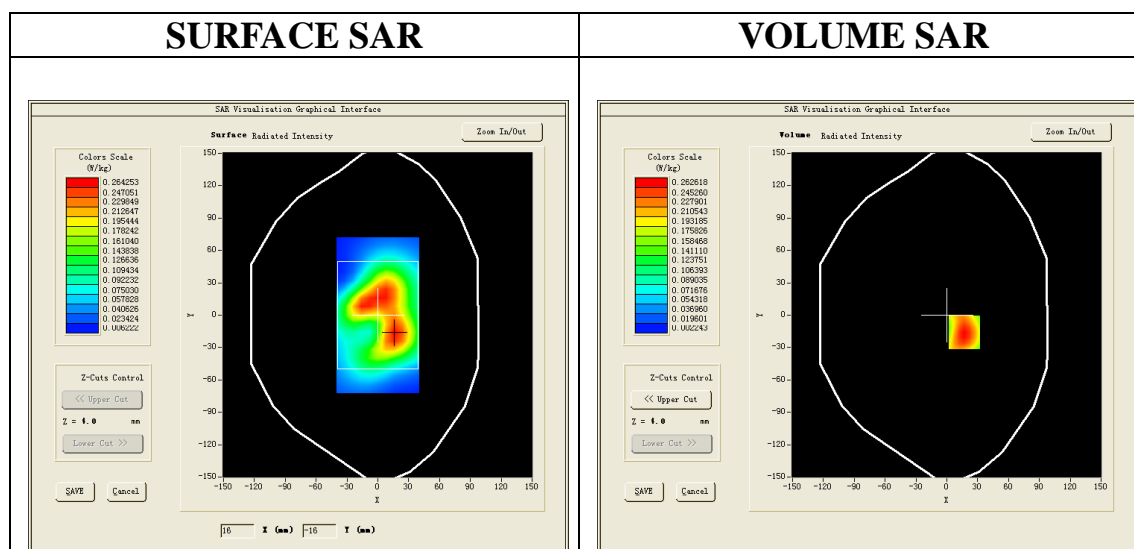 SURFACE SAR
VOLUME SAR
SAR Visualisation Graphical Interface
Surface Radiated Intensity
Zoom In/Out
Colors Scale
(W/kg)
0.264253
0.247051
0.229849
0.212647
0.195444
0.178242
0.161040
0.143838
0.126636
0.109434
0.092232
0.075030
0.057828
0.040626
0.023424
0.006222
150
120
90
60
30
0
-30
-60
-90
-120
-150
Y
-150 -120 -90 -60 -30 0 30 60 90 120 150
X
Z-Cuts Control
<< Upper Cut
Z = 4.0 mm
Lower Cut >>
SAVE Cancel
16 X (mm) -16 Y (mm)
SAR Visualisation Graphical Interface
Volume Radiated Intensity
Zoom In/Out
Colors Scale
(W/kg)
0.262618
0.245260
0.227901
0.210543
0.193185
0.175826
0.158468
0.141110
0.123751
0.106393
0.089035
0.071676
0.054318
0.036960
0.019601
0.002243
150
120
90
60
30
0
-30
-60
-90
-120
-150
Y
-150 -120 -90 -60 -30 0 30 60 90 120 150
X
Z-Cuts Control
<< Upper Cut
Z = 4.0 mm
Lower Cut >>
SAVE Cancel